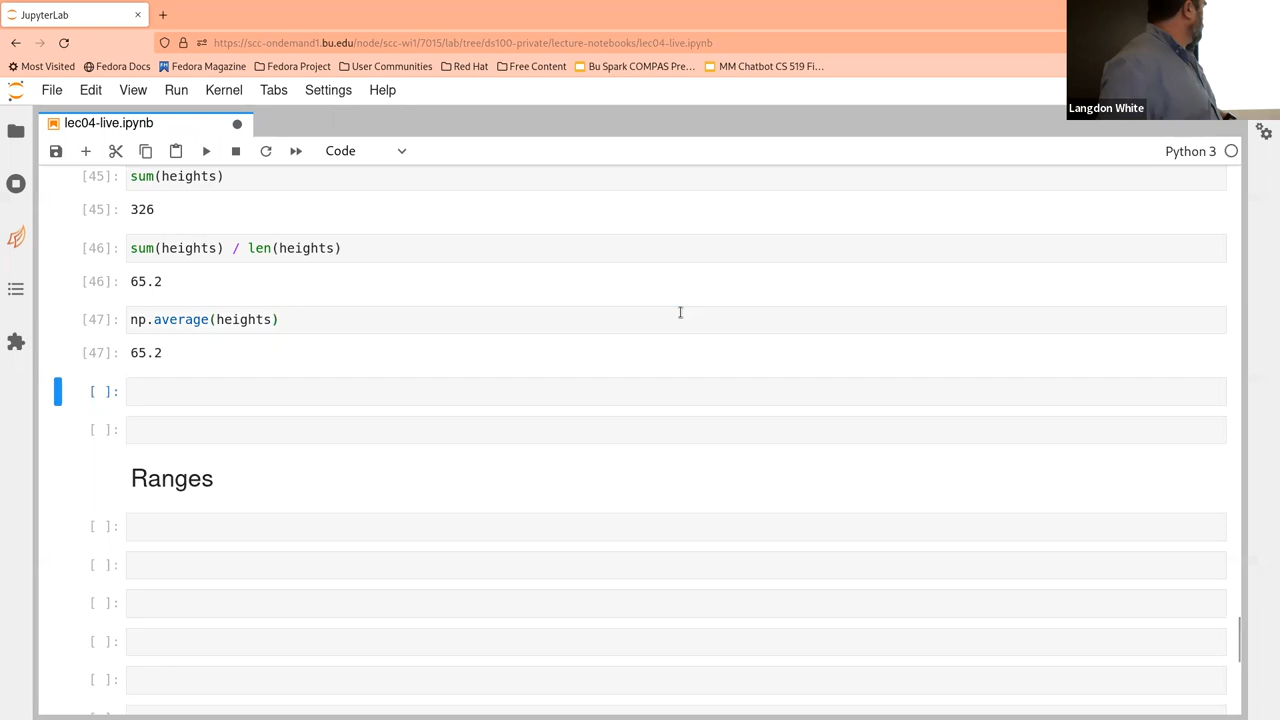 JupyterLab
https://scc-ondemand1.bu.edu/node/scc-wi1/7015/lab/tree/ds100-private/lecture-notebooks/lec04-live.ipynb
Most Visited Fedora Docs Fedora Magazine Fedora Project User Communities Red Hat Free Content Bu Spark COMPAS Pre… MM Chatbot CS 519 Fi…
Langdon White
File Edit View Run Kernel Tabs Settings Help
lec04-live.ipynb
Code Python 3
[45]: sum(heights)
[45]: 326
[46]: sum(heights) / len(heights)
[46]: 65.2
[47]: np.average(heights)
[47]: 65.2
[ ]:
[ ]:
Ranges
[ ]:
[ ]:
[ ]:
[ ]:
[ ]: